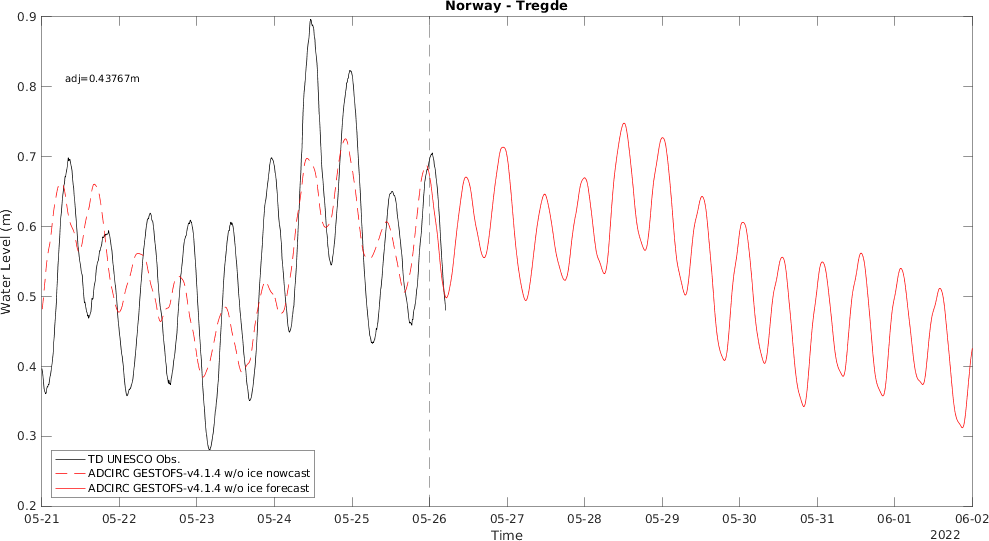 Norway - Tregde
0.9
0.8
0.7
0.6
0.5
0.4
0.3
0.2
Water Level (m)
adj=0.43767m
TD UNESCO Obs.
ADCIRC GESTOFS-v4.1.4 w/o ice nowcast
ADCIRC GESTOFS-v4.1.4 w/o ice forecast
05-21 05-22 05-23 05-24 05-25 05-26 05-27 05-28 05-29 05-30 05-31 06-01 06-02
Time
2022